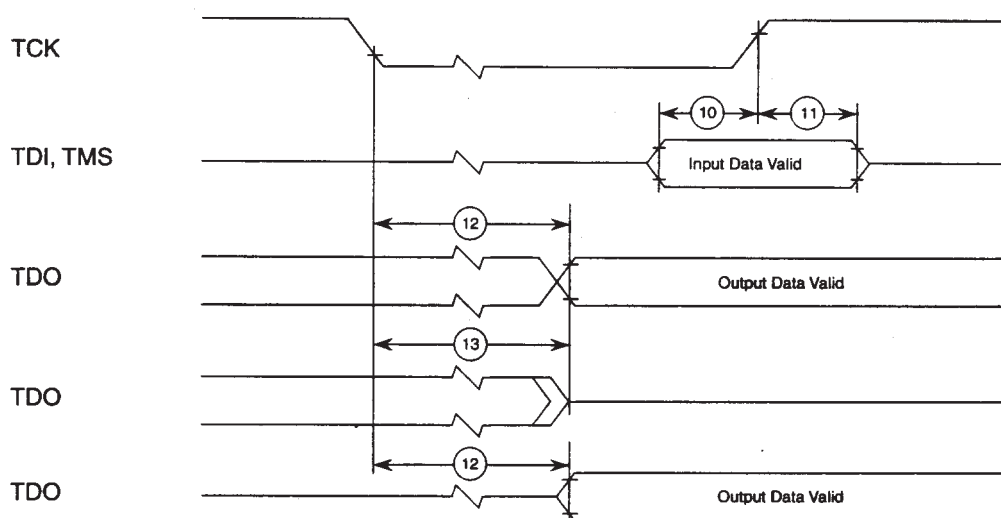 TCK
10
11
TDI, TMS
Input Data Valid
12
TDO
Output Data Valid
13
TDO
12
TDO
Output Data Valid